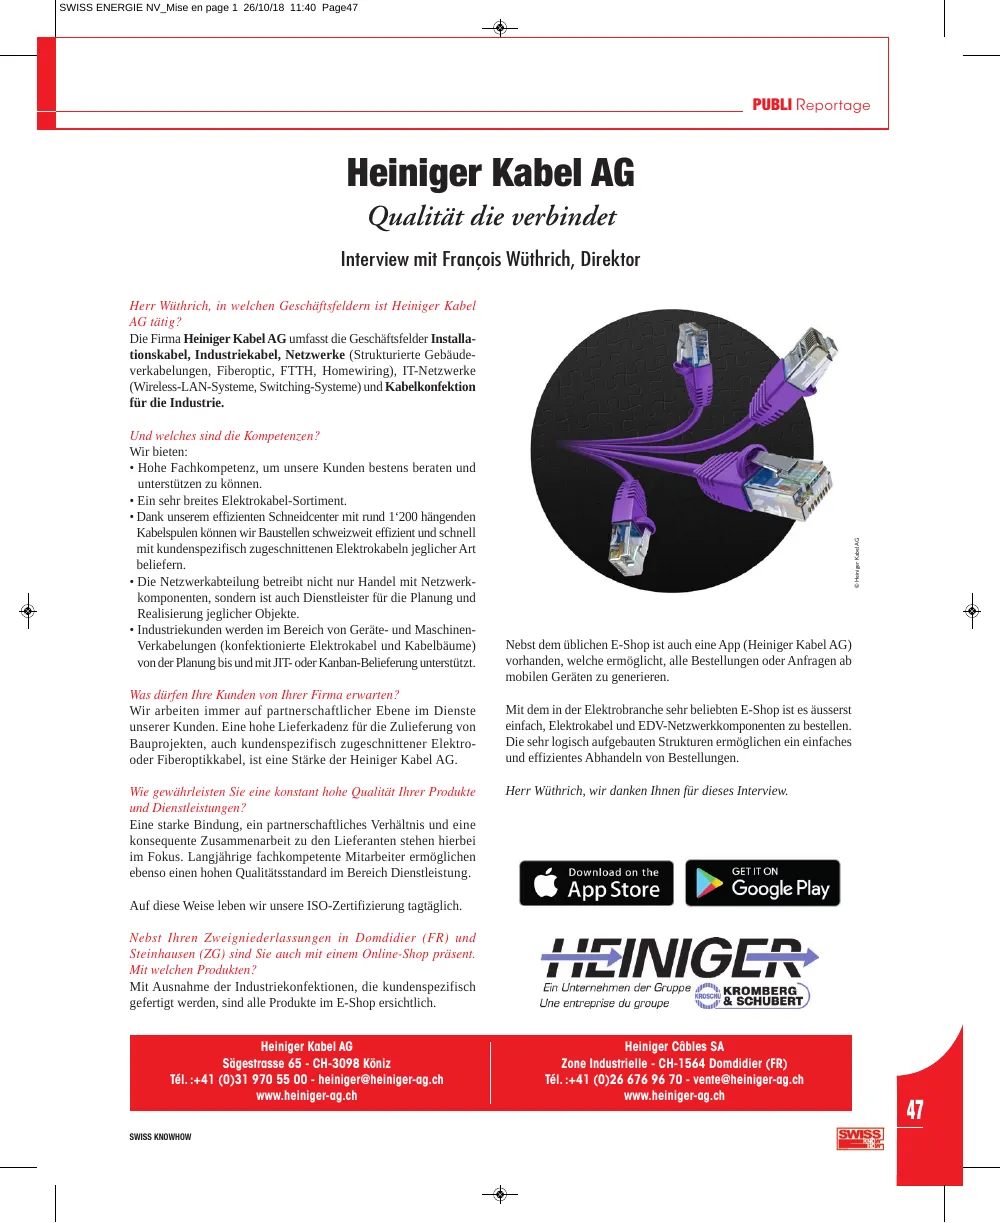 SWISS ENERGIE NV_Mise en page 1 26/10/18 11:40 Page47
PUBLI Reportage
Heiniger Kabel AG
Qualität die verbindet
Interview mit François Wüthrich, Direktor
Herr Wüthrich, in welchen Geschäftsfeldern ist Heiniger Kabel
AG tätig?
Die Firma Heiniger Kabel AG umfasst die Geschäftsfelder Installa-
tionskabel, Industriekabel, Netzwerke (Strukturierte Gebäude-
verkabelungen, Fiberoptic, FTTH, Homewiring), IT-Netzwerke
(Wireless-LAN-Systeme, Switching-Systeme) und Kabelkonfektion
für die Industrie.
Und welches sind die Kompetenzen?
Wir bieten:
• Hohe Fachkompetenz, um unsere Kunden bestens beraten und
unterstützen zu können.
• Ein sehr breites Elektrokabel-Sortiment.
• Dank unserem effizienten Schneidcenter mit rund 1‘200 hängenden
Kabelspulen können wir Baustellen schweizweit effizient und schnell
mit kundenspezifisch zugeschnittenen Elektrokabeln jeglicher Art
beliefern.
• Die Netzwerkabteilung betreibt nicht nur Handel mit Netzwerk-
komponenten, sondern ist auch Dienstleister für die Planung und
Realisierung jeglicher Objekte.
• Industriekunden werden im Bereich von Geräte- und Maschinen-
Verkabelungen (konfektionierte Elektrokabel und Kabelbäume)
von der Planung bis und mit JIT- oder Kanban-Belieferung unterstützt.
Was dürfen Ihre Kunden von Ihrer Firma erwarten?
Wir arbeiten immer auf partnerschaftlicher Ebene im Dienste
unserer Kunden. Eine hohe Lieferkadenz für die Zulieferung von
Bauprojekten, auch kundenspezifisch zugeschnittener Elektro-
oder Fiberoptikkabel, ist eine Stärke der Heiniger Kabel AG.
Wie gewährleisten Sie eine konstant hohe Qualität Ihrer Produkte
und Dienstleistungen?
Eine starke Bindung, ein partnerschaftliches Verhältnis und eine
konsequente Zusammenarbeit zu den Lieferanten stehen hierbei
im Fokus. Langjährige fachkompetente Mitarbeiter ermöglichen
ebenso einen hohen Qualitätsstandard im Bereich Dienstleistung.
Auf diese Weise leben wir unsere ISO-Zertifizierung tagtäglich.
Nebst Ihren Zweigniederlassungen in Domdidier (FR) und
Steinhausen (ZG) sind Sie auch mit einem Online-Shop präsent.
Mit welchen Produkten?
Mit Ausnahme der Industriekonfektionen, die kundenspezifisch
gefertigt werden, sind alle Produkte im E-Shop ersichtlich.
© Heiniger Kabel AG
Nebst dem üblichen E-Shop ist auch eine App (Heiniger Kabel AG)
vorhanden, welche ermöglicht, alle Bestellungen oder Anfragen ab
mobilen Geräten zu generieren.
Mit dem in der Elektrobranche sehr beliebten E-Shop ist es äusserst
einfach, Elektrokabel und EDV-Netzwerkkomponenten zu bestellen.
Die sehr logisch aufgebauten Strukturen ermöglichen ein einfaches
und effizientes Abhandeln von Bestellungen.
Herr Wüthrich, wir danken Ihnen für dieses Interview.
Download on the
App Store
GET IT ON
Google Play
HEINIGER
Ein Unternehmen der Gruppe
Une entreprise du groupe
KROSCHU
KROMBERG
& SCHUBERT
Heiniger Kabel AG
Sägestrasse 65 - CH-3098 Köniz
Tél. :+41 (0)31 970 55 00 - heiniger@heiniger-ag.ch
www.heiniger-ag.ch
Heiniger Câbles SA
Zone Industrielle - CH-1564 Domdidier (FR)
Tél. :+41 (0)26 676 96 70 - vente@heiniger-ag.ch
www.heiniger-ag.ch
47
SWISS KNOWHOW
SWISS